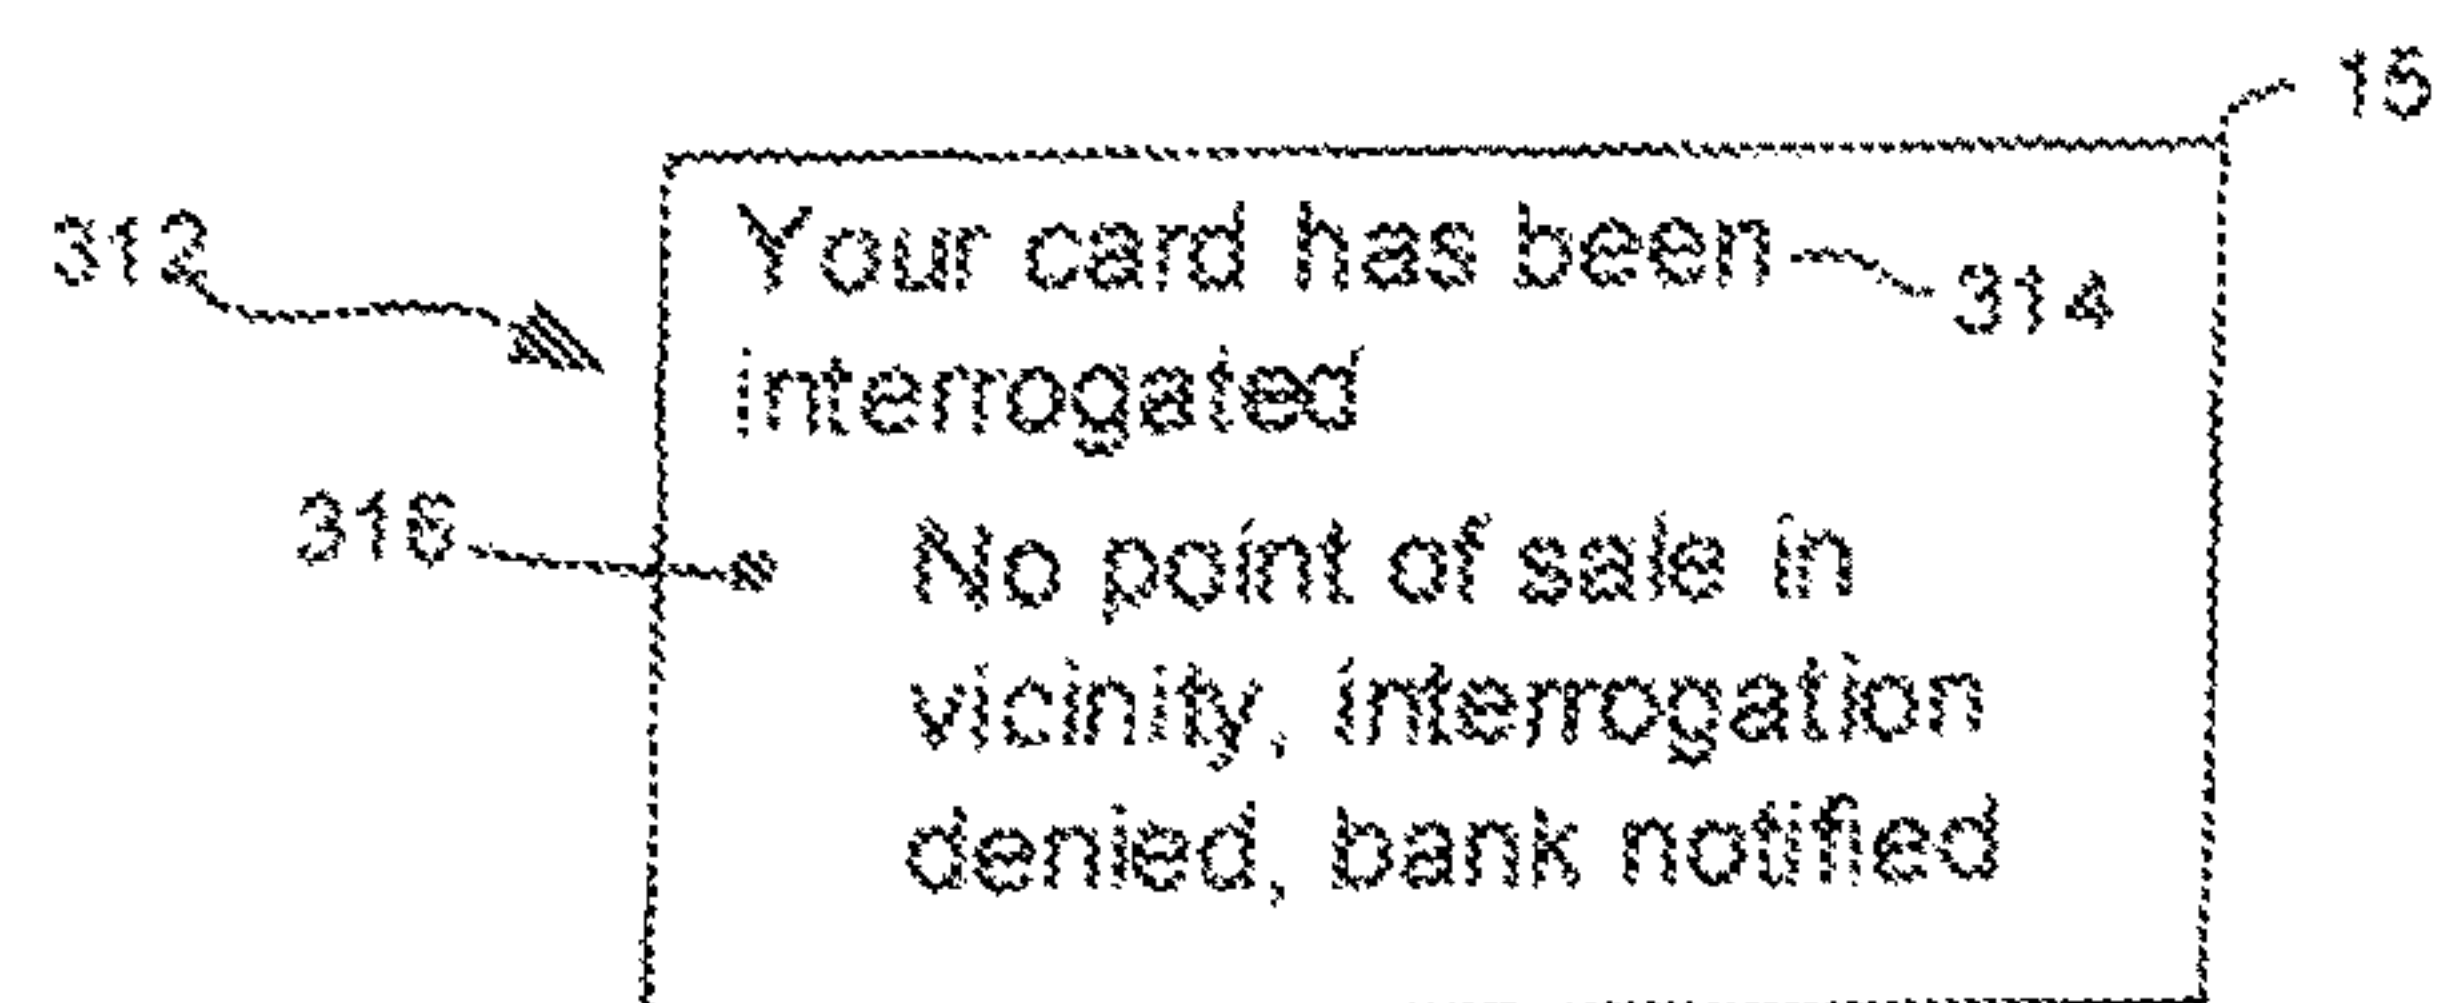 15
312
Your card has been
314
interrogated
316
No point of sale in
vicinity, interrogation
denied, bank notified